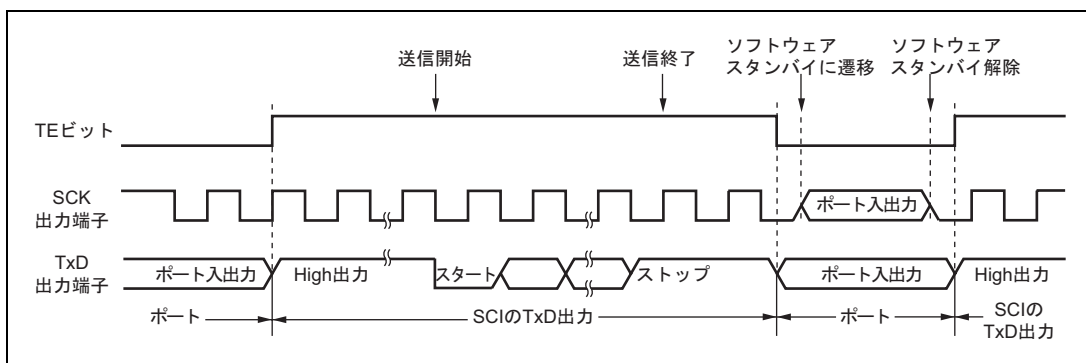 送信開始
送信終了
ソフトウェア
スタンバイに遷移
ソフトウェア
スタンバイ解除
TEビット
SCK
出力端子
ポート入出力
TxD
出力端子
ポート入出力
High出力
スタート
ストップ
ポート入出力
High出力
ポート
SCIのTxD出力
ポート
SCIの
TxD出力